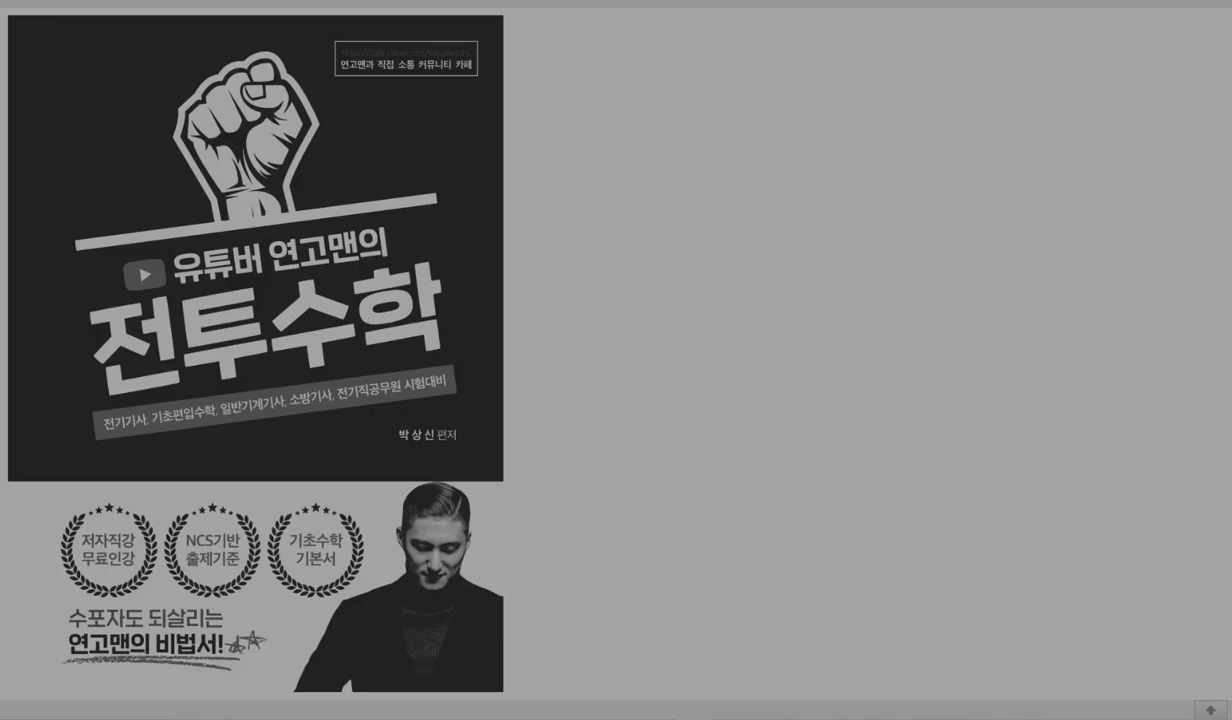 연고맨과 직접 소통 커뮤니티 카페
유튜버 연고맨의
전투수학
전기기사, 기초편입수학, 일반기계기사, 소방기사, 전기직공무원 시험대비
박상신 편저
저자직강
무료인강
NCS기반
출제기준
기초수학
기본서
수포자도 되살리는
연고맨의 비법서!